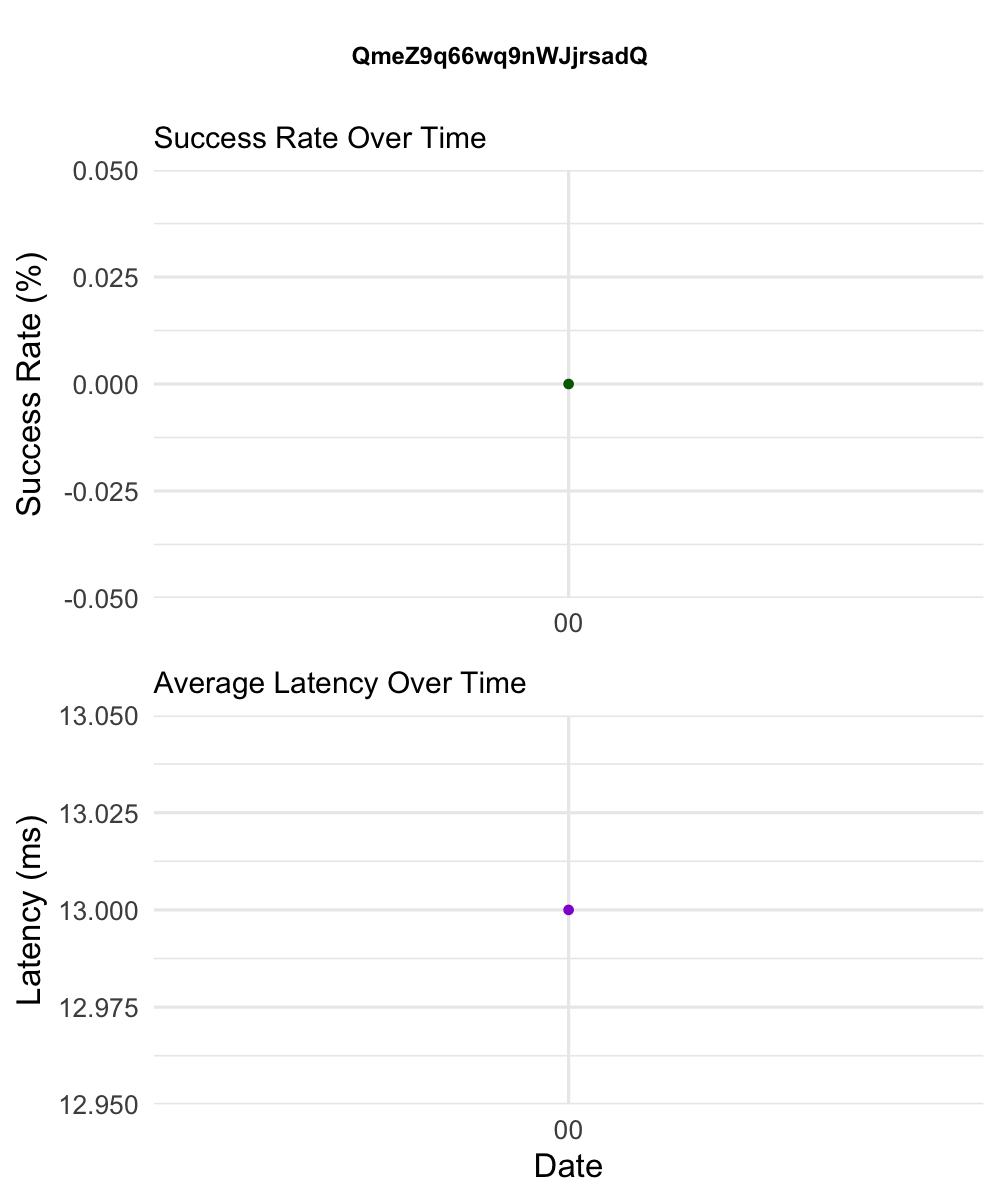 QmeZ9q66wq9nWJjrsadQ
Success Rate Over Time
Success Rate (%)
0.050
0.025
0.000
-0.025
-0.050
00
Average Latency Over Time
Latency (ms)
13.050
13.025
13.000
12.975
12.950
00
Date